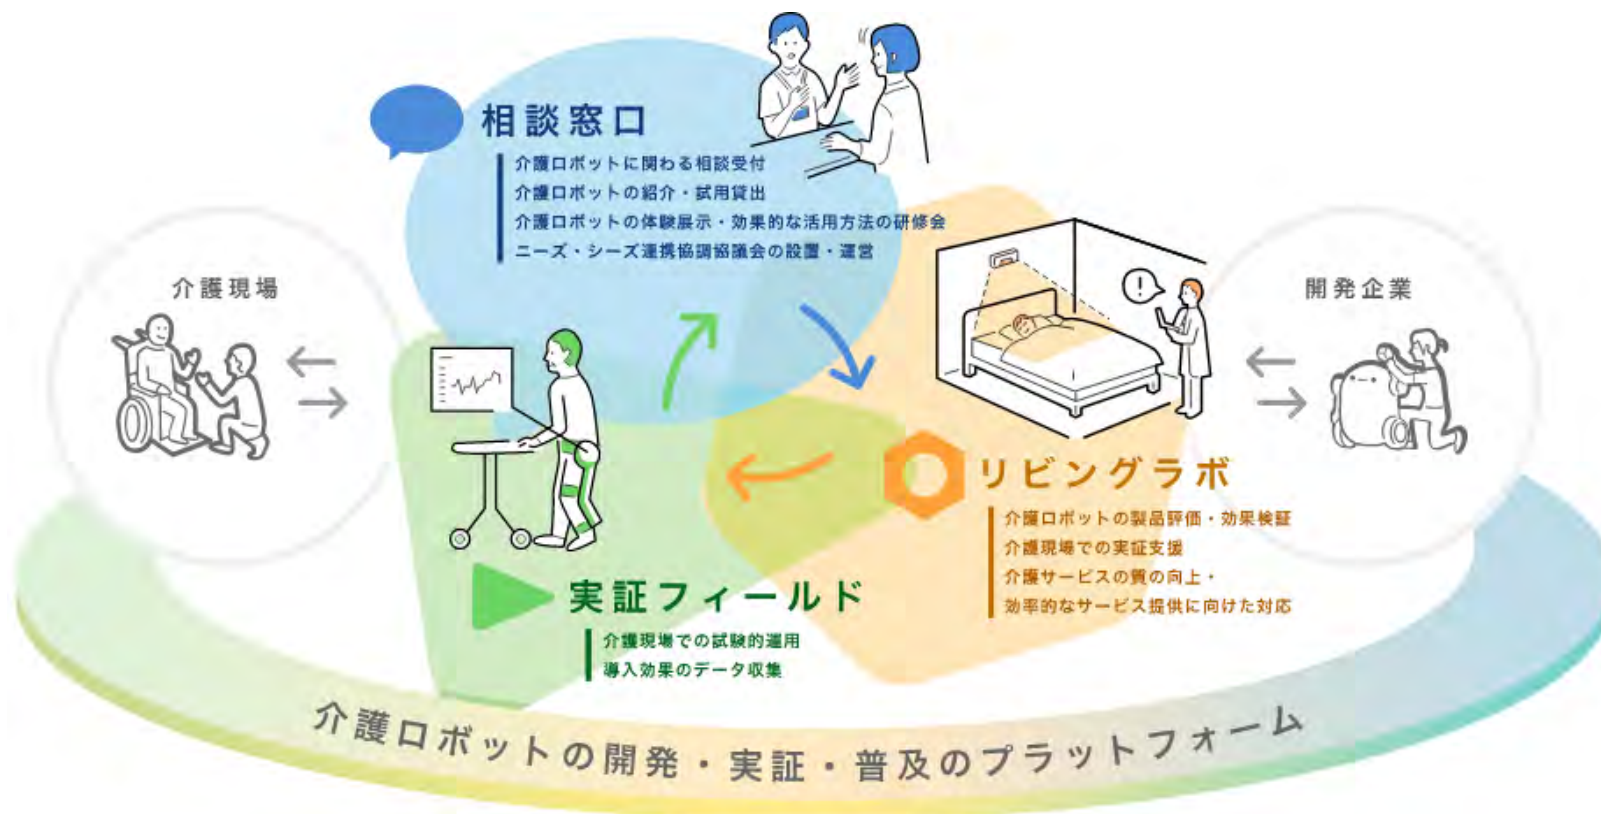 相談窓口
介護ロボットに関わる相談受付
介護ロボットの紹介・試用貸出
介護ロボットの体験展示・効果的な活用方法の研修会
ニーズ・シーズ連携協調協議会の設置・運営
介護現場
開発企業
!
リビングラボ
介護ロボットの製品評価・効果検証
介護現場での実証支援
介護サービスの質の向上・
効率的なサービス提供に向けた対応
実証フィールド
介護現場での試験的運用
導入効果のデータ収集
介護ロボットの開発・実証・普及のプラットフォーム